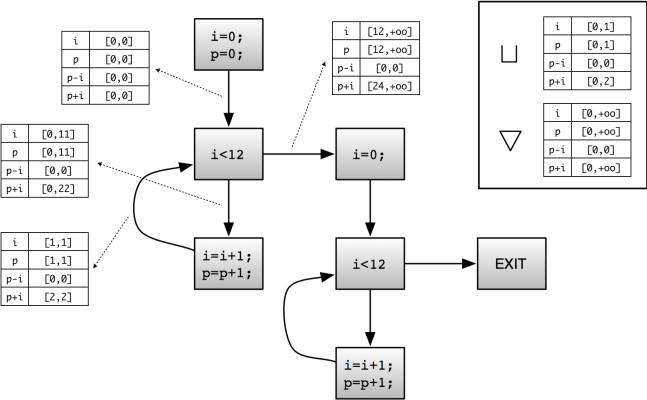 i=0;
p=0;
i [0,0]
p [0,0]
p-i [0,0]
p+i [0,0]
i [12,+oo]
p [12,+oo]
p-i [0,0]
p+i [24,+oo]
⊔
i [0,1]
p [0,1]
p-i [0,0]
p+i [0,2]
▽
i [0,+oo]
p [0,+oo]
p-i [0,0]
p+i [0,+oo]
i [0,11]
p [0,11]
p-i [0,0]
p+i [0,22]
i<12
i=0;
i [1,1]
p [1,1]
p-i [0,0]
p+i [2,2]
i=i+1;
p=p+1;
i<12
EXIT
i=i+1;
p=p+1;